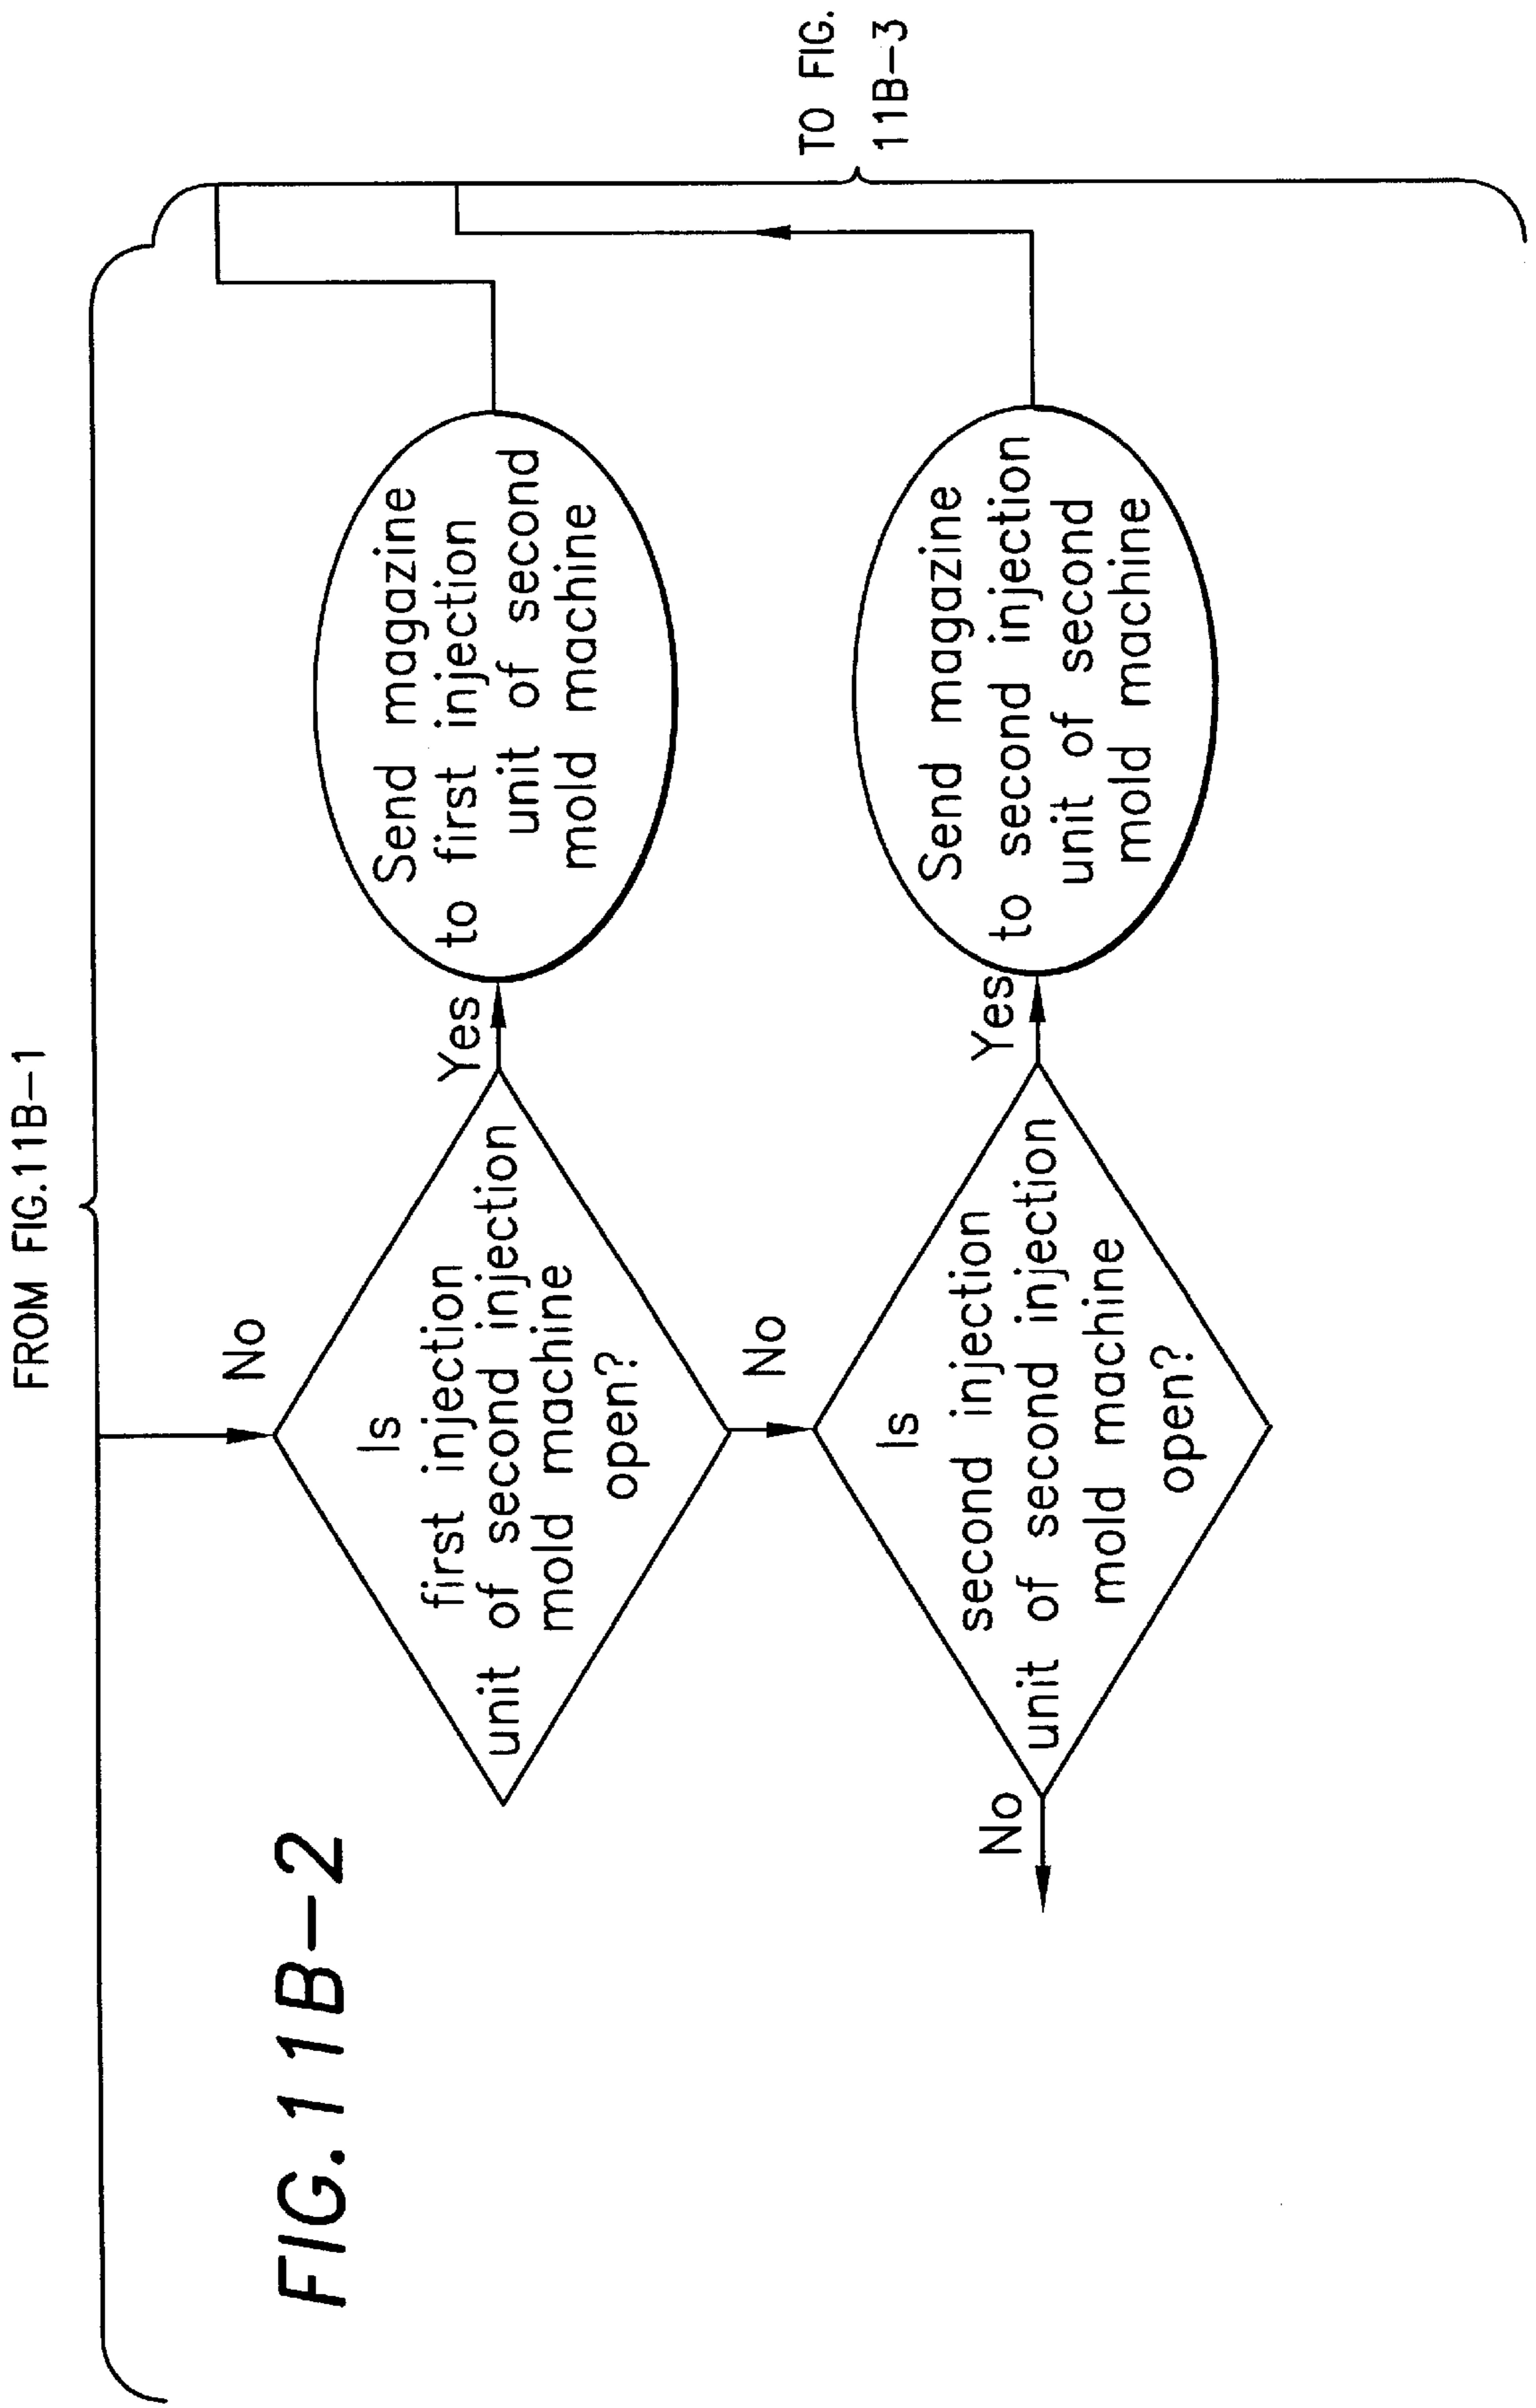 FROM FIG.11B-1
FIG.11B-2
No
Is
first injection
unit of second injection
mold machine
open?
Yes
Send magazine
to first injection
unit of second
mold machine
No
Is
second injection
unit of second injection
mold machine
open?
Yes
Send magazine
to second injection
unit of second
mold machine
No
TO FIG.
11B-3